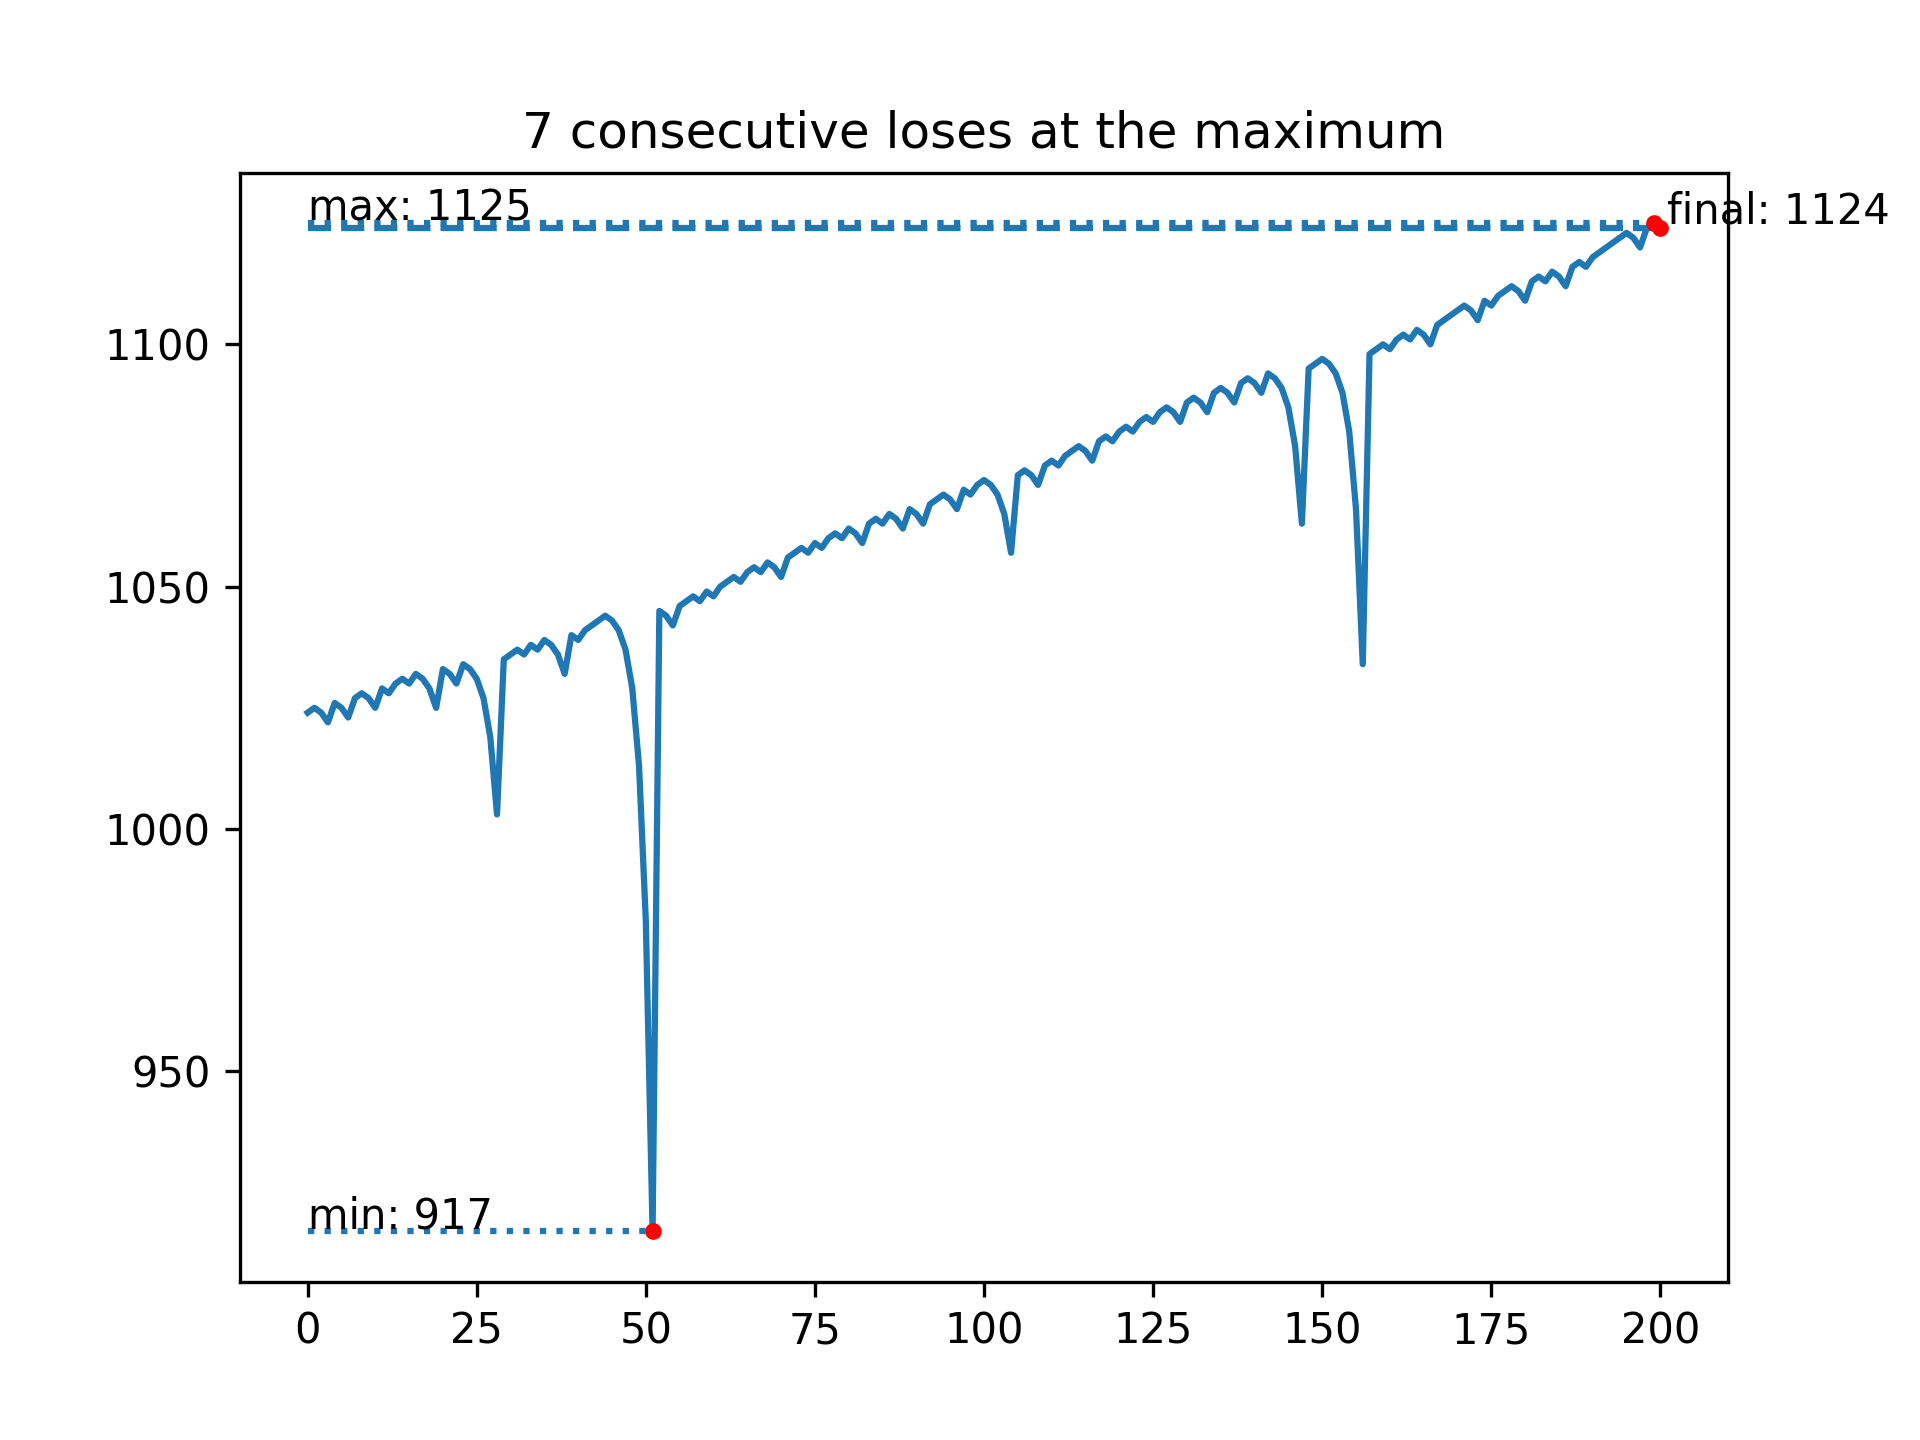 7 consecutive loses at the maximum
max: 1125
final: 1124
1100
1050
1000
950
min: 917
0 25 50 75 100 125 150 175 200